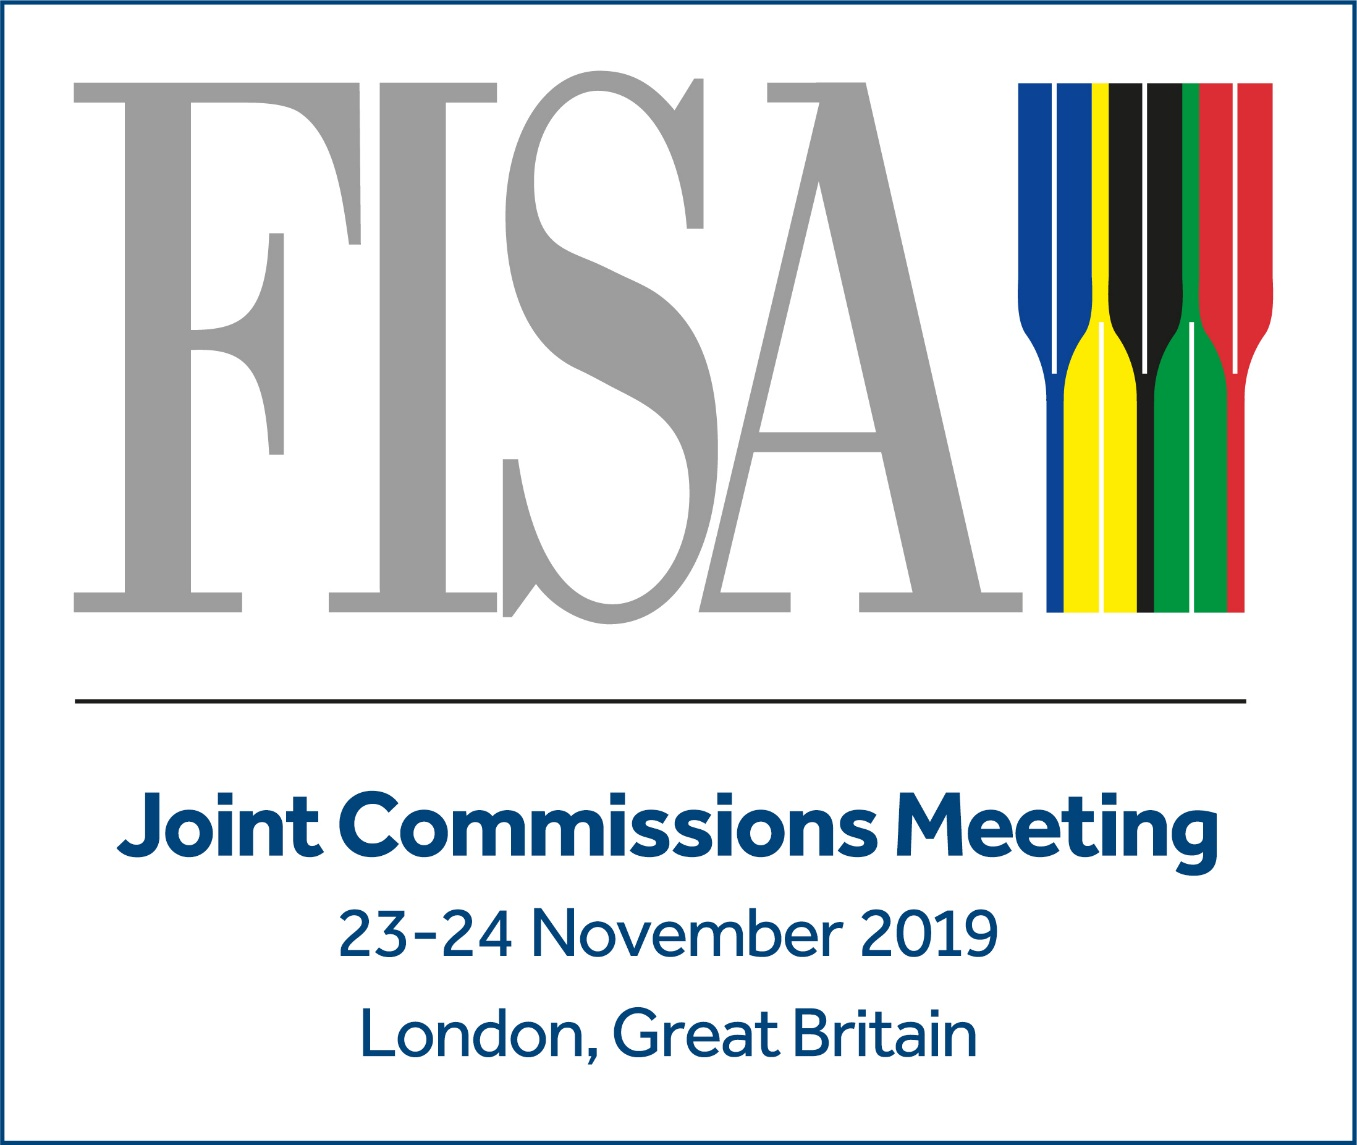 FISA
Joint Commissions Meeting
23-24 November 2019
London, Great Britain